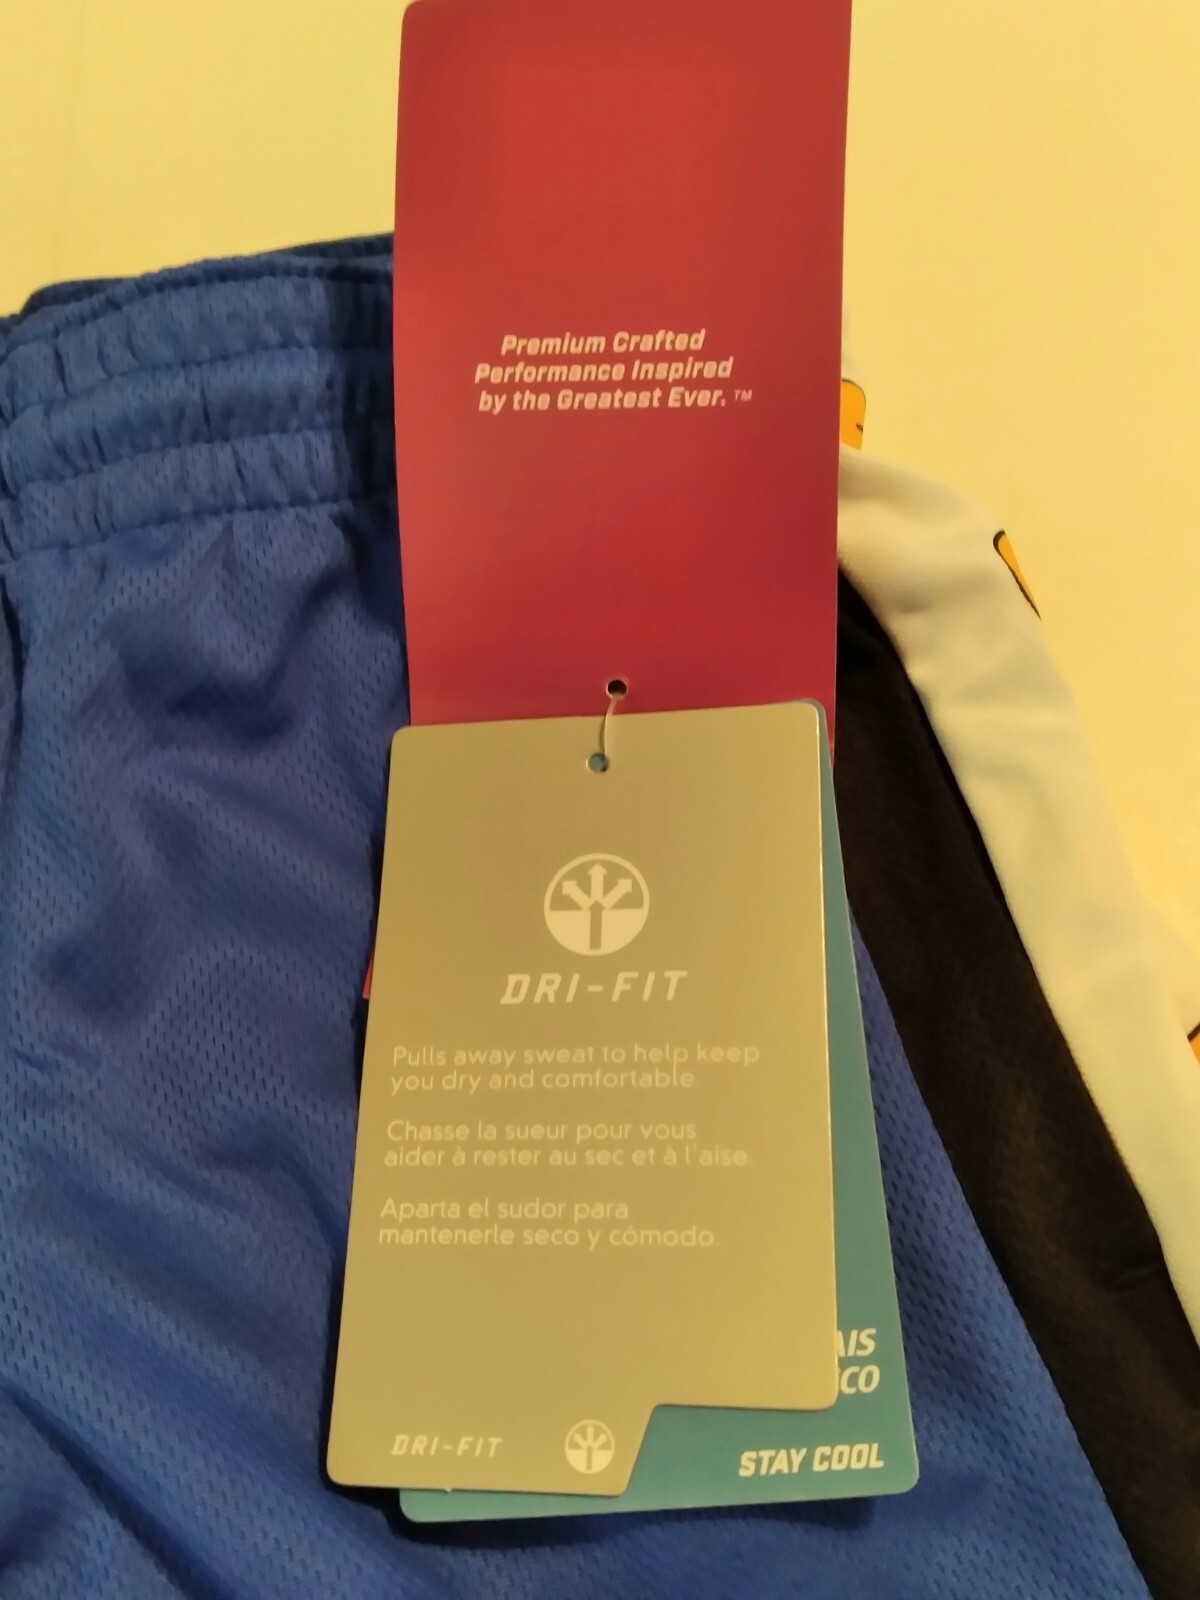 Premium Crafted
Performance Inspired
by the Greatest Ever.™
DRI-FIT
Pulls away sweat to help keep
you dry and comfortable.
Chasse la sueur pour vous
aider à rester au sec et à l'aise.
Aparta el sudor para
mantenerle seco y cómodo.
DRI-FIT
AIS
CO
STAY COOL